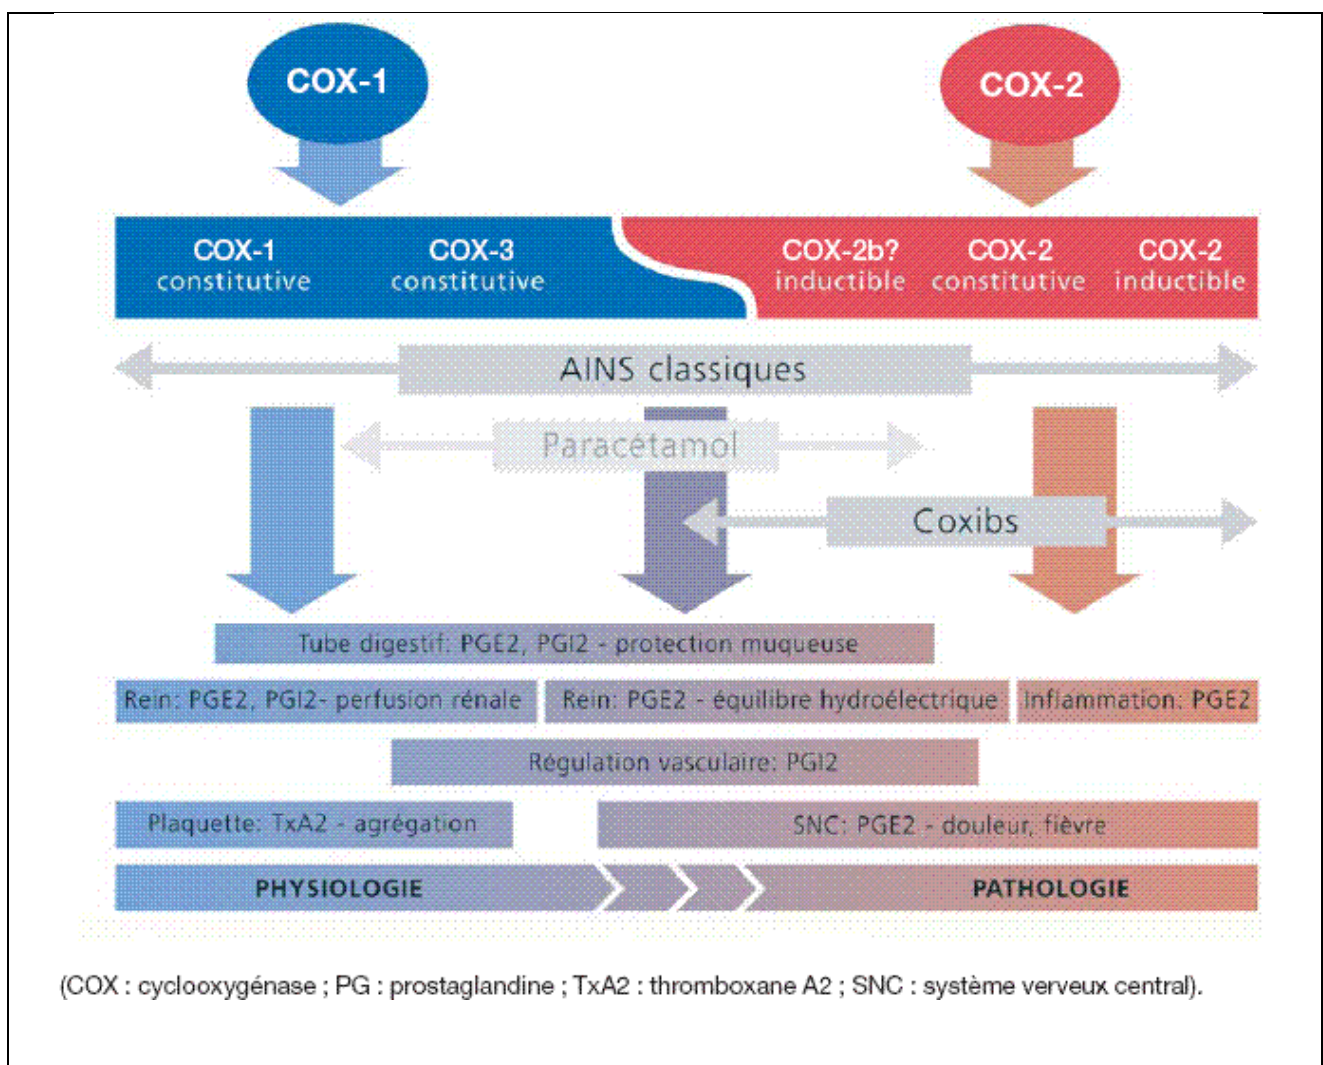 COX-1
COX-2
COX-1
constitutive
COX-3
constitutive
COX-2b?
inductible
COX-2
constitutive
COX-2
inductible
AINS classiques
Paracétamol
Coxibs
Tube digestif: PGE2, PGI2 - protection muqueuse
Rein: PGE2, PGI2- perfusion rénale
Rein: PGE2 - équilibre hydroélectrique
Inflammation: PGE2
Régulation vasculaire: PGI2
Plaquette: TxA2 - agrégation
SNC: PGE2 - douleur, fièvre
PHYSIOLOGIE
PATHOLOGIE
(COX : cyclooxygénase ; PG : prostaglandine ; TxA2 : thromboxane A2 ; SNC : système verveux central).